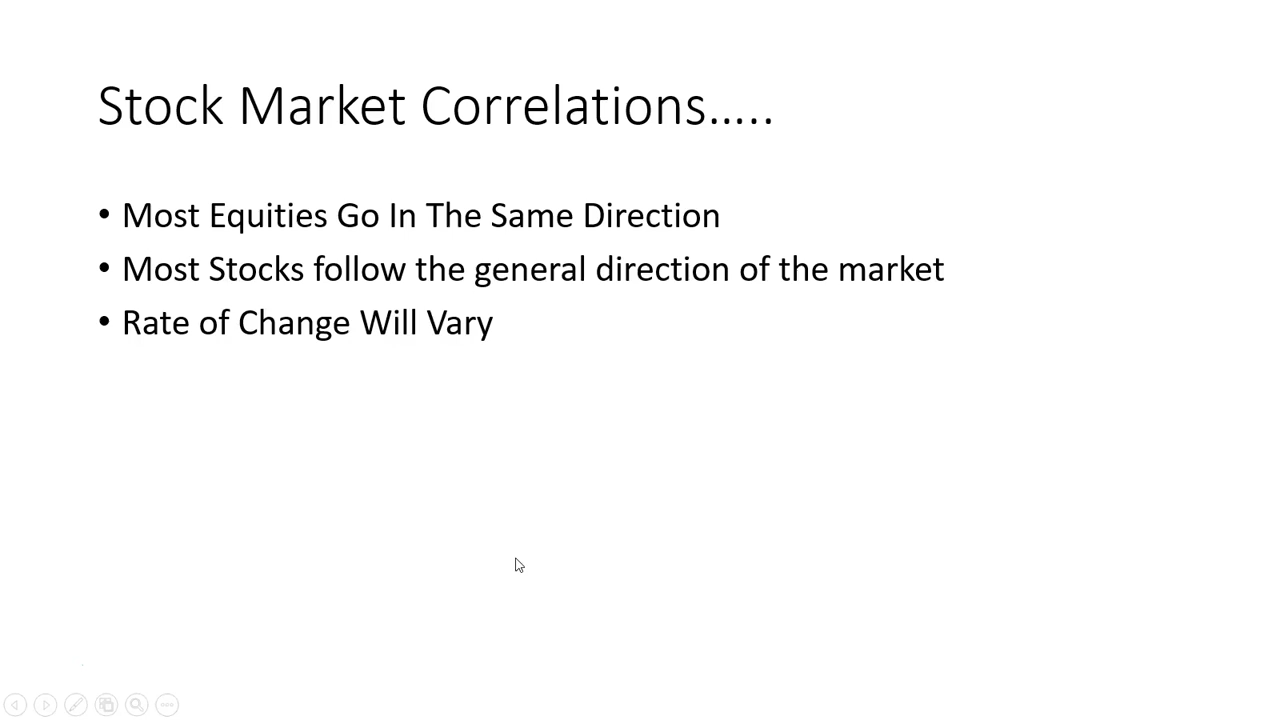 Stock Market Correlations.....
• Most Equities Go In The Same Direction
• Most Stocks follow the general direction of the market
• Rate of Change Will Vary